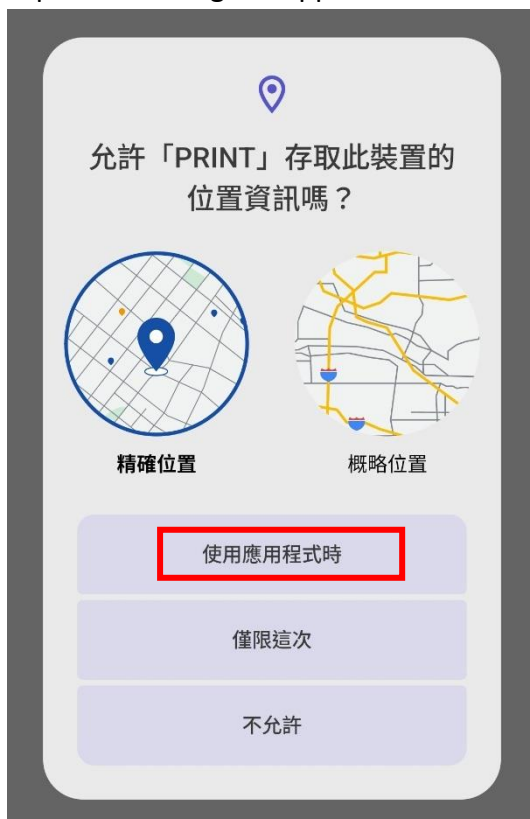 允許「PRINT」存取此裝置的
位置資訊嗎？
精確位置
概略位置
使用應用程式時
僅限這次
不允許